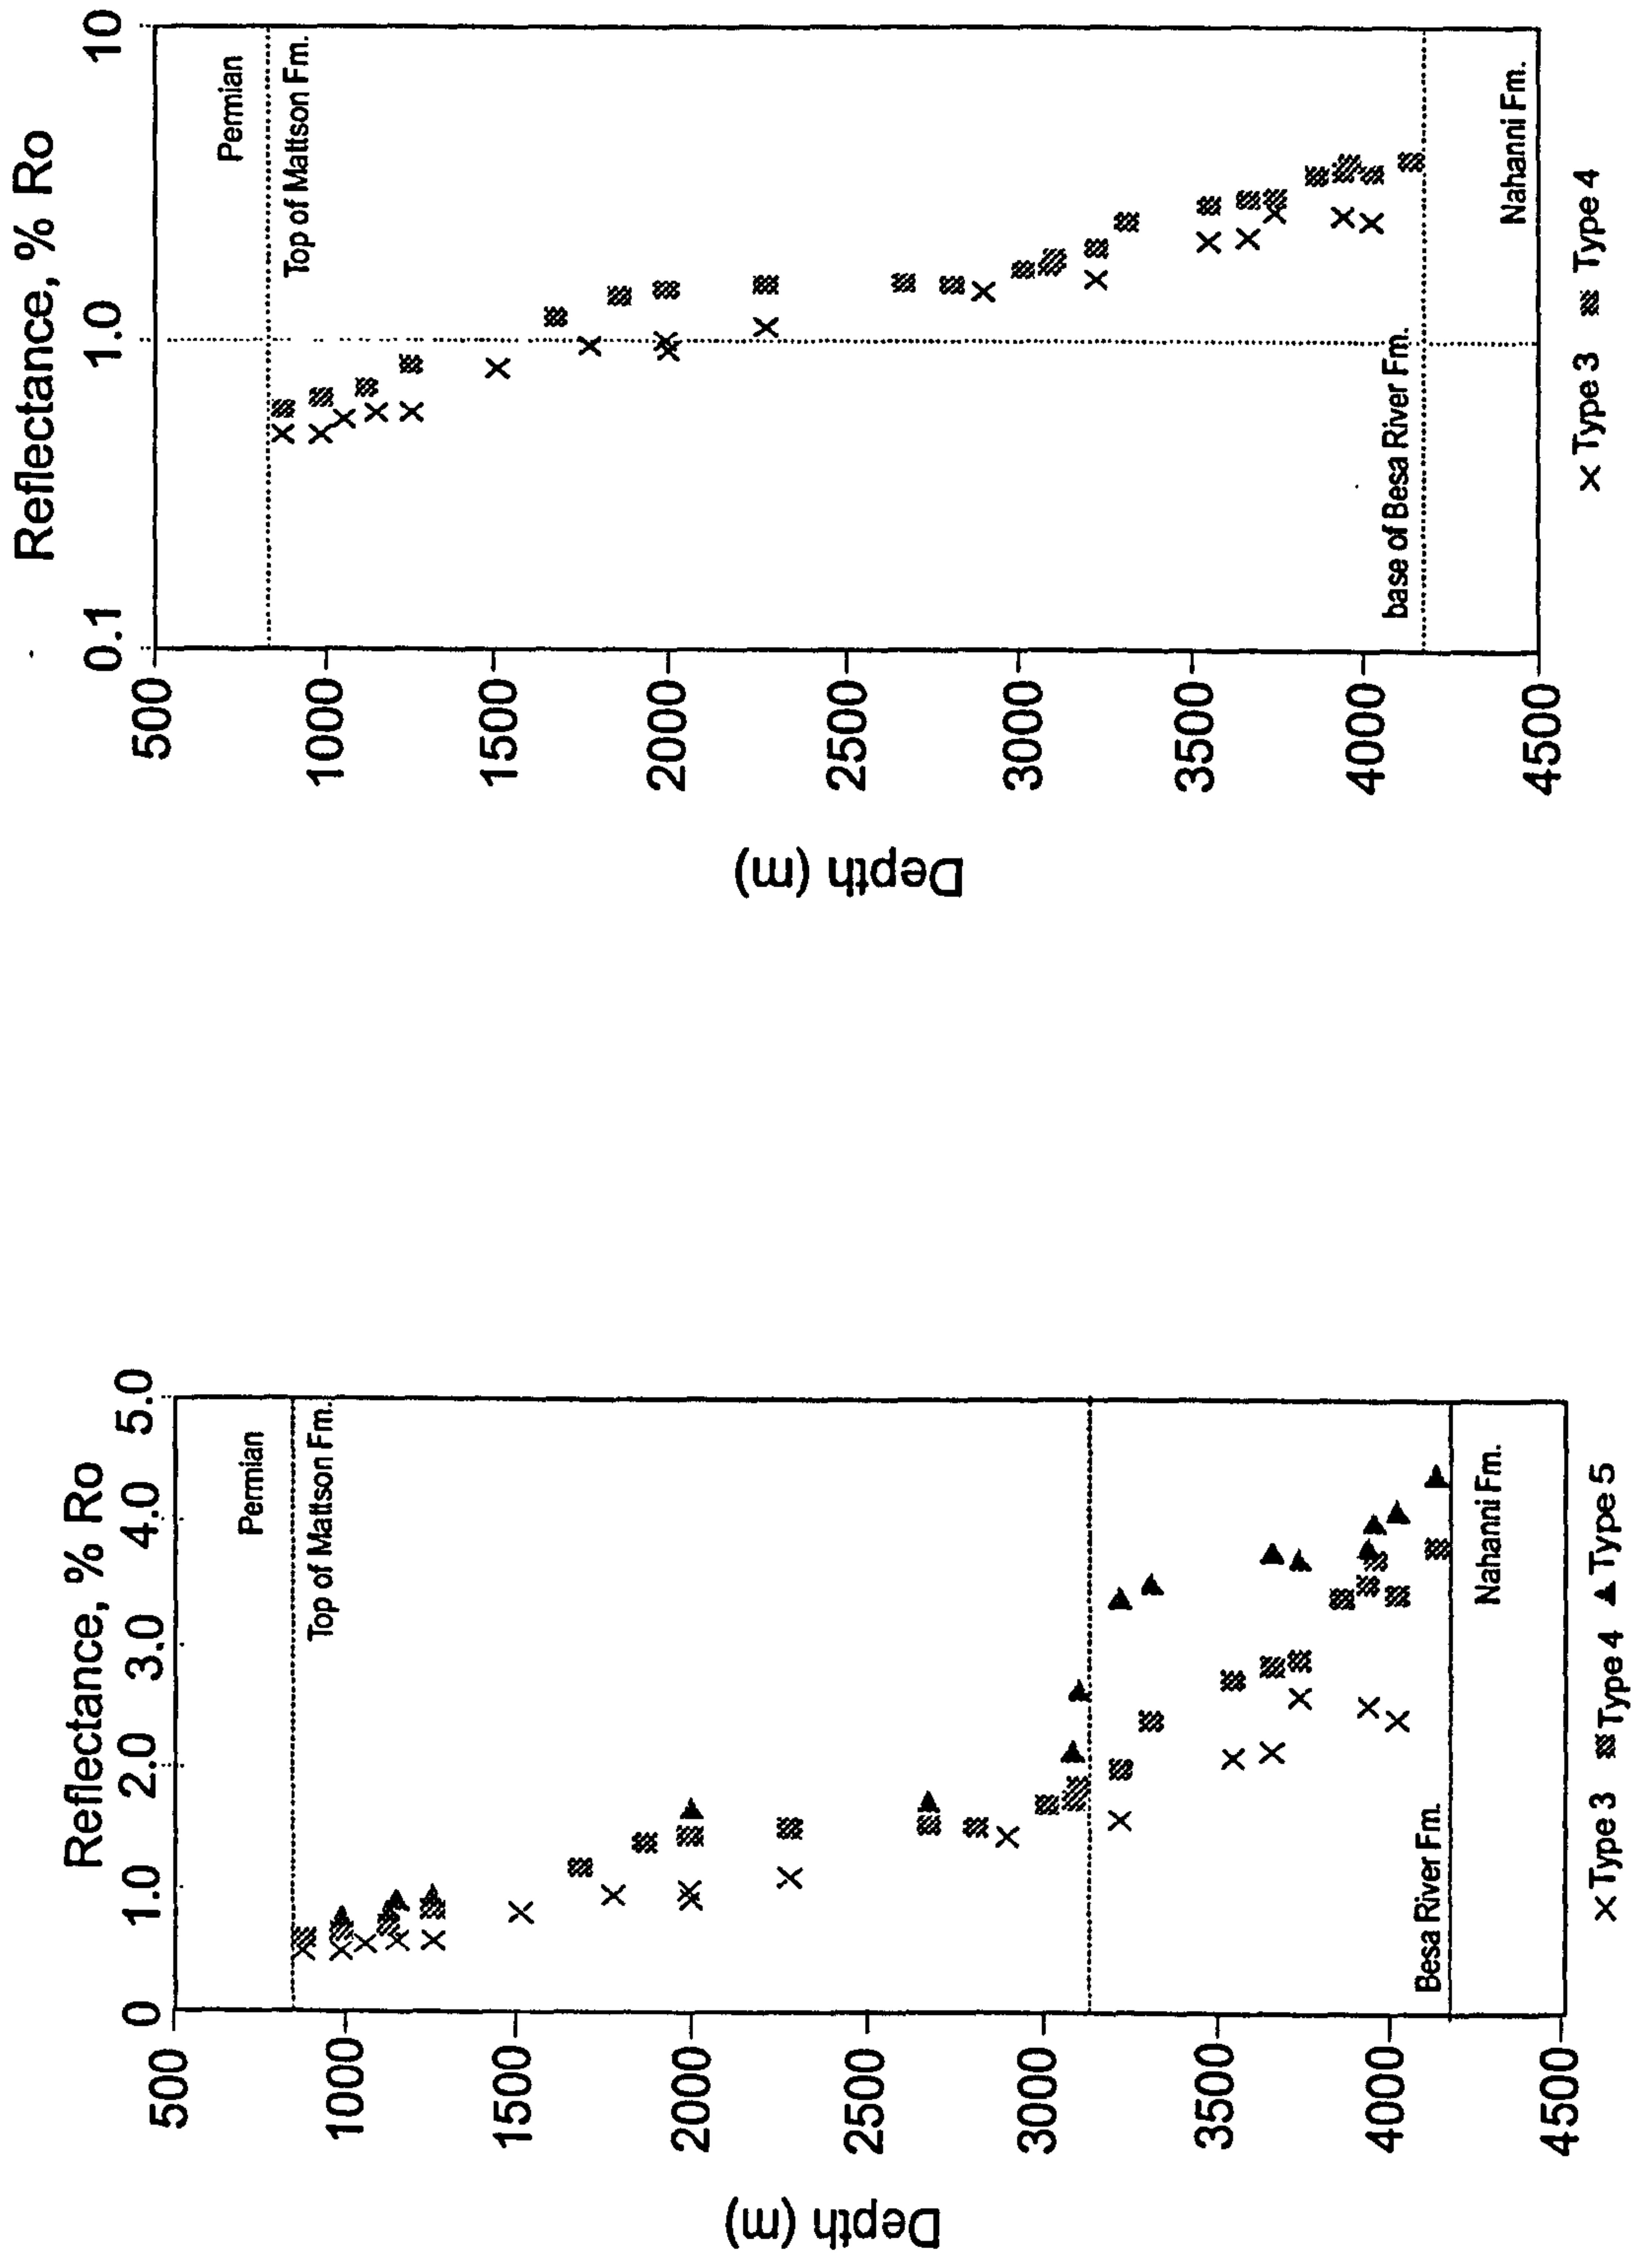 Reflectance, % Ro
0 1.0 2.0 3.0 4.0 5.0
500
1000
1500
2000
2500
3000
3500
4000
4500
Depth (m)
Permian
Top of Mattson Fm.
Besa River Fm.
Nahanni Fm.
× Type 3 Type 4 ▲ Type 5
Reflectance, % Ro
0.1 1.0 10
500
1000
1500
2000
2500
3000
3500
4000
4500
Depth (m)
Permian
Top of Mattson Fm.
base of Besa River Fm.
Nahanni Fm.
× Type 3 Type 4